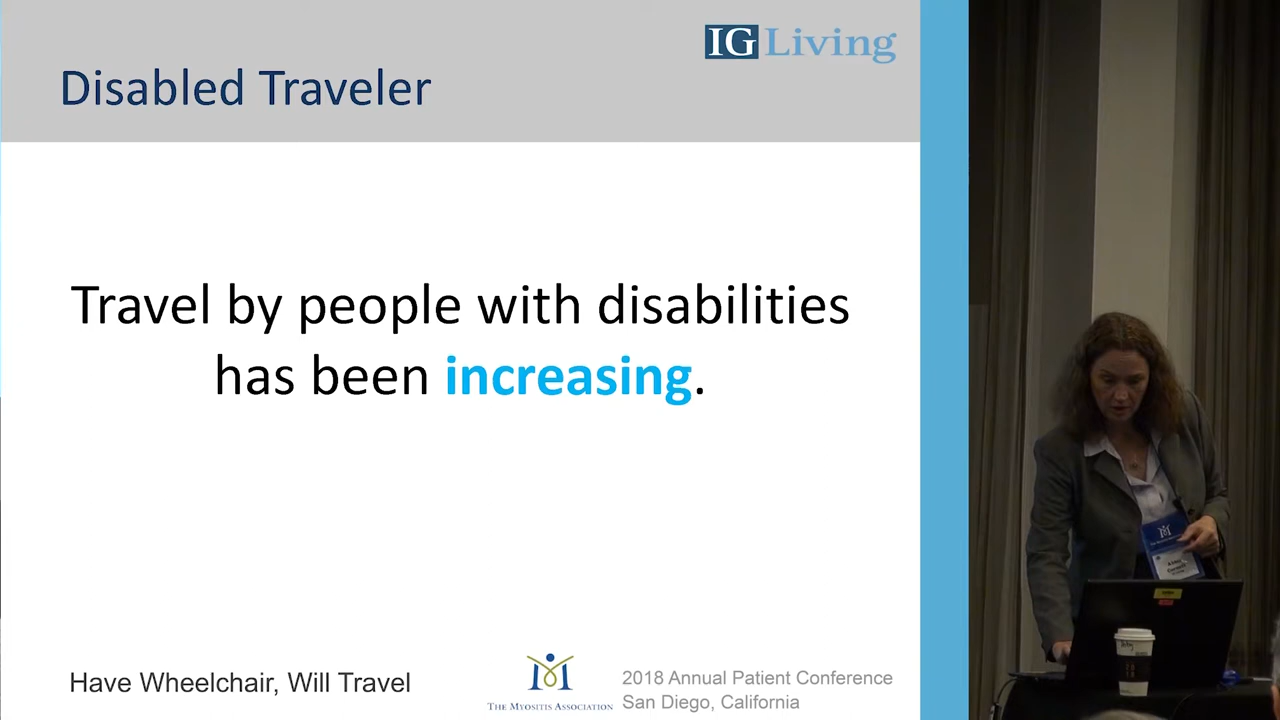 IG Living
Disabled Traveler
Travel by people with disabilities
has been increasing.
Have Wheelchair, Will Travel
THE MYOSITIS ASSOCIATION
2018 Annual Patient Conference
San Diego, California